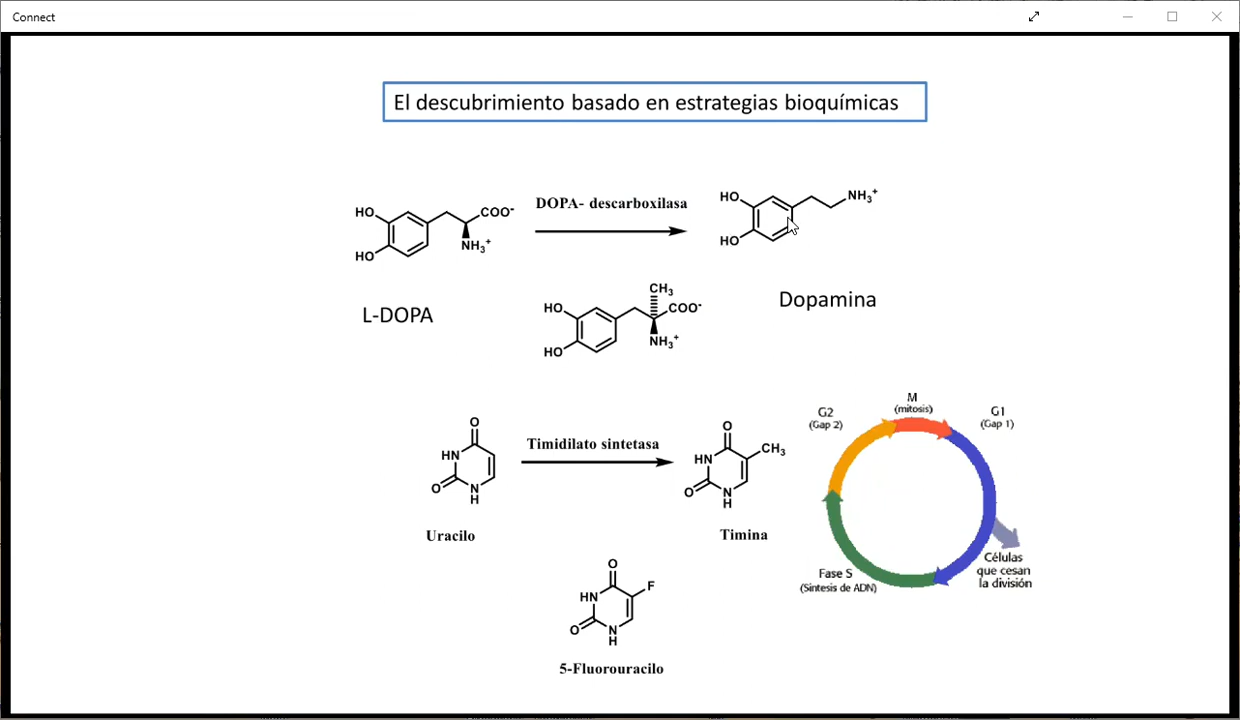 Connect
El descubrimiento basado en estrategias bioquímicas
HO
HO
COO-
NH3+
DOPA- descarboxilasa
HO
HO
NH3+
L-DOPA
Dopamina
HO
HO
CH3
COO-
NH3+
O
HN
O
N
H
Uracilo
Timidilato sintetasa
O
CH3
HN
O
N
H
Timina
M
(mitosis)
G2
(Gap 2)
G1
(Gap 1)
Células
que cesan
la división
Fase S
(Síntesis de ADN)
O
F
HN
O
N
H
5-Fluorouracilo